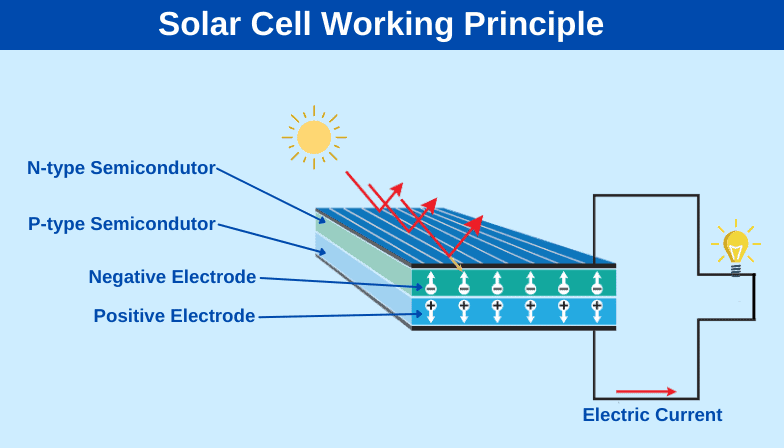 Solar Cell Working Principle
N-type Semicondutor
P-type Semicondutor
Negative Electrode
Positive Electrode
Electric Current